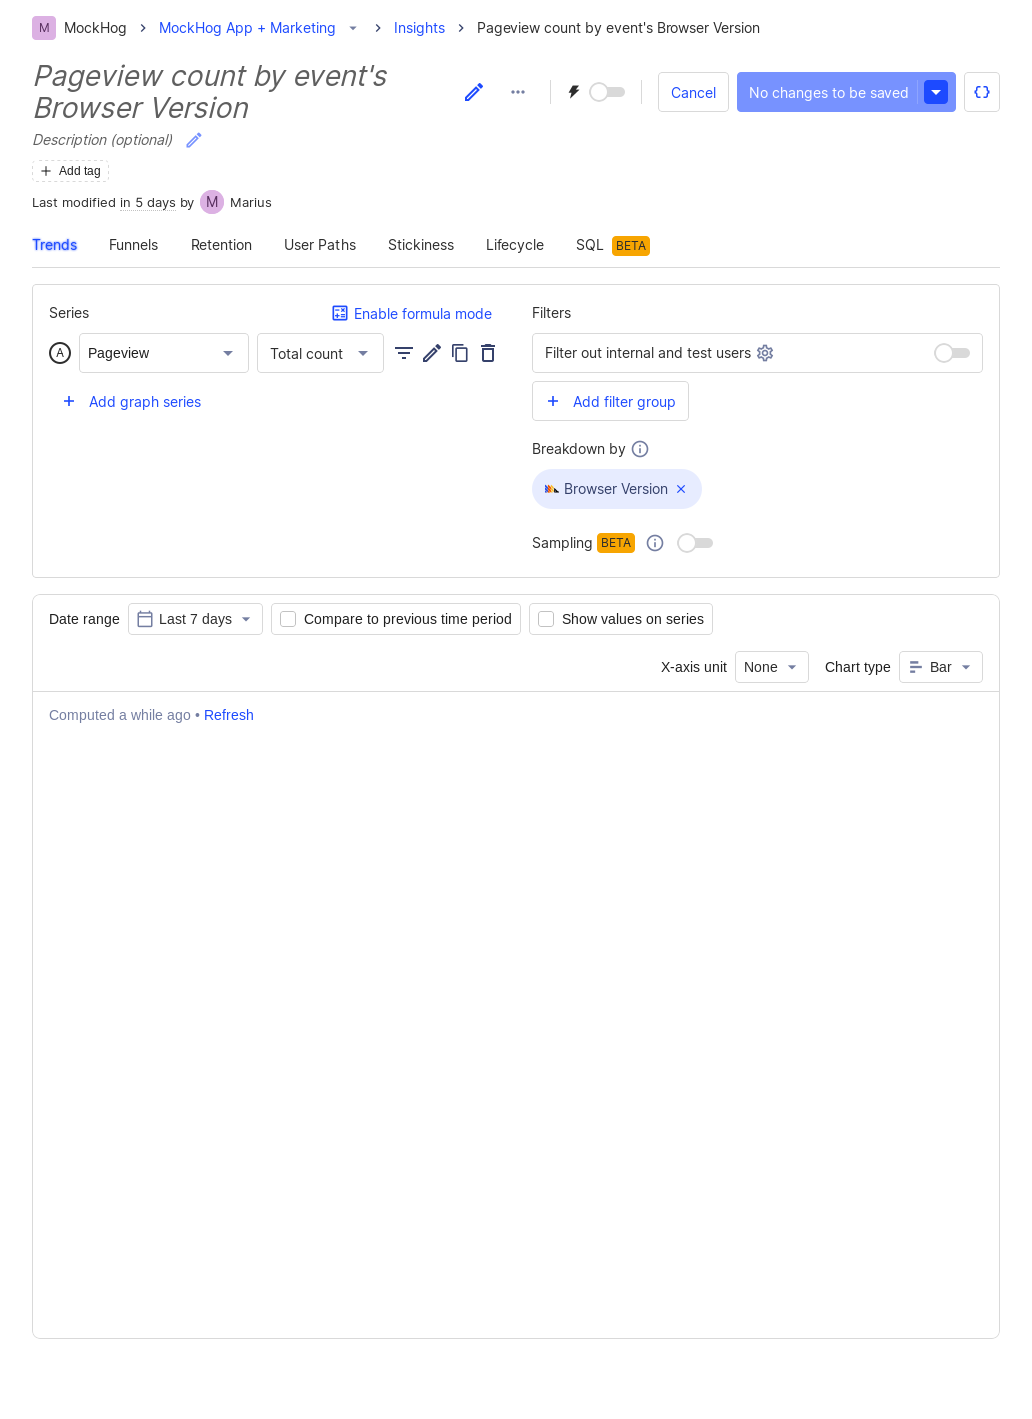 M MockHog MockHog App + Marketing Insights Pageview count by event's Browser Version
Pageview count by event's
Browser Version
Cancel No changes to be saved
Description (optional)
Add tag
Last modified in 5 days by M Marius
Trends Funnels Retention User Paths Stickiness Lifecycle SQL BETA
Series Enable formula mode
A Pageview Total count
Add graph series
Filters
Filter out internal and test users
Add filter group
Breakdown by
Browser Version
Sampling BETA
Date range Last 7 days Compare to previous time period Show values on series
X-axis unit None Chart type Bar
Computed a while ago • Refresh